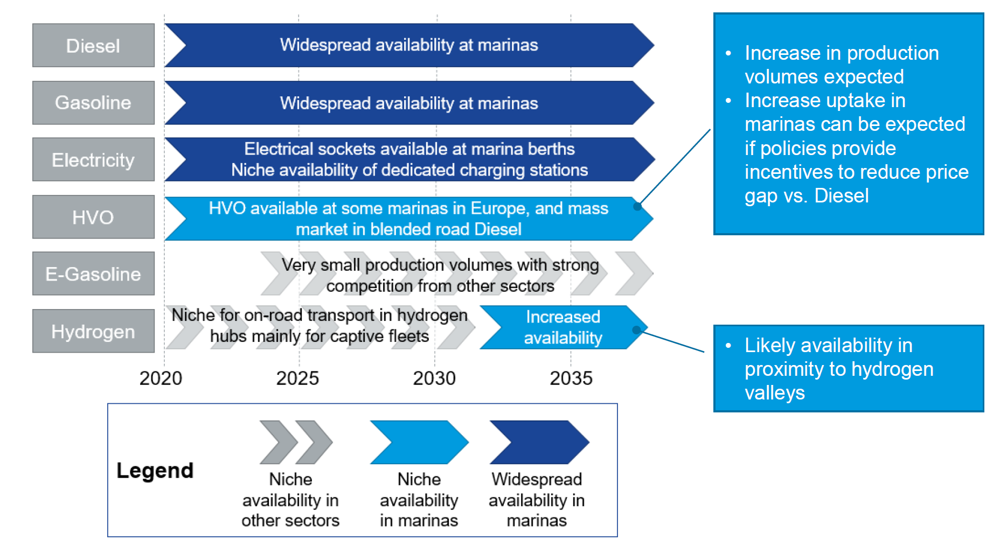 Diesel
Widespread availability at marinas
Gasoline
Widespread availability at marinas
Electricity
Electrical sockets available at marina berths
Niche availability of dedicated charging stations
HVO
HVO available at some marinas in Europe, and mass
market in blended road Diesel
E-Gasoline
Very small production volumes with strong
competition from other sectors
Hydrogen
Niche for on-road transport in hydrogen
hubs mainly for captive fleets
Increased
availability
2020
2025
2030
2035
• Increase in production
volumes expected
• Increase uptake in
marinas can be expected
if policies provide
incentives to reduce price
gap vs. Diesel
• Likely availability in
proximity to hydrogen
valleys
Legend
Niche
availability in
other sectors
Niche
availability
in marinas
Widespread
availability in
marinas